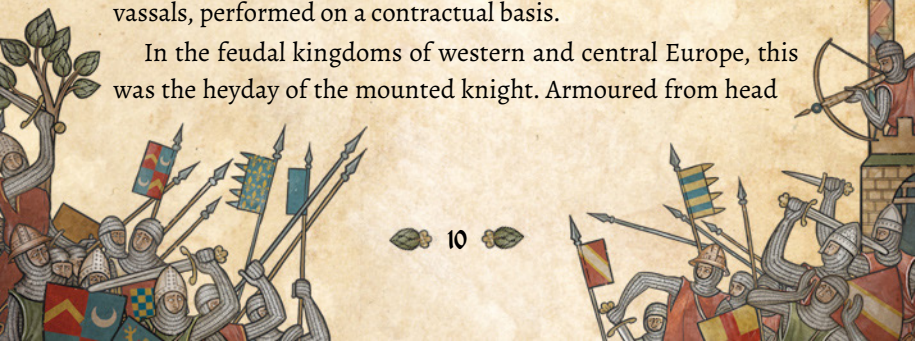 vassals, performed on a contractual basis.
In the feudal kingdoms of western and central Europe, this
was the heyday of the mounted knight. Armoured from head
10